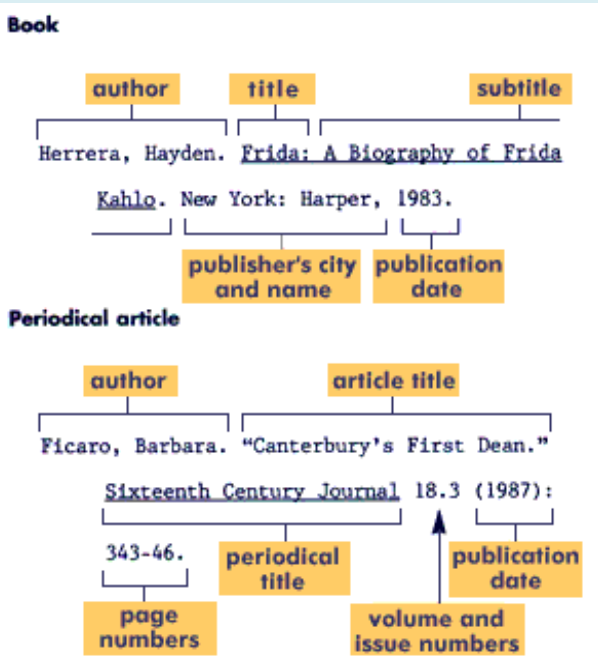 Book
author title subtitle
Herrera, Hayden. Frida: A Biography of Frida
Kahlo. New York: Harper, 1983.
publisher's city and name
publication date
Periodical article
author article title
Ficaro, Barbara. “Canterbury's First Dean.”
Sixteenth Century Journal 18.3 (1987):
343-46.
periodical title
publication date
page numbers
volume and issue numbers